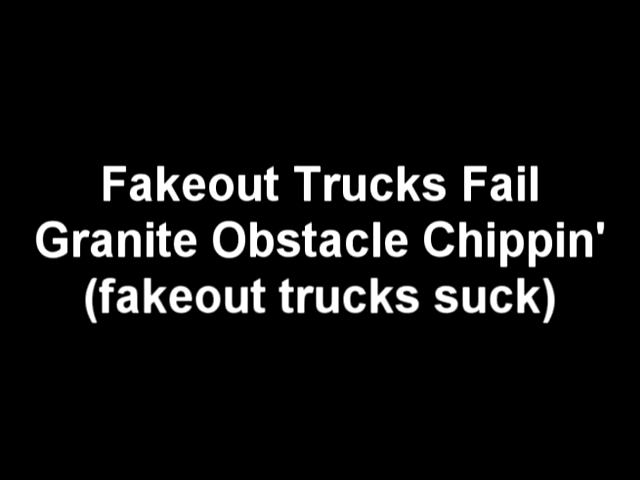 Fakeout Trucks Fail
Granite Obstacle Chippin'
(fakeout trucks suck)